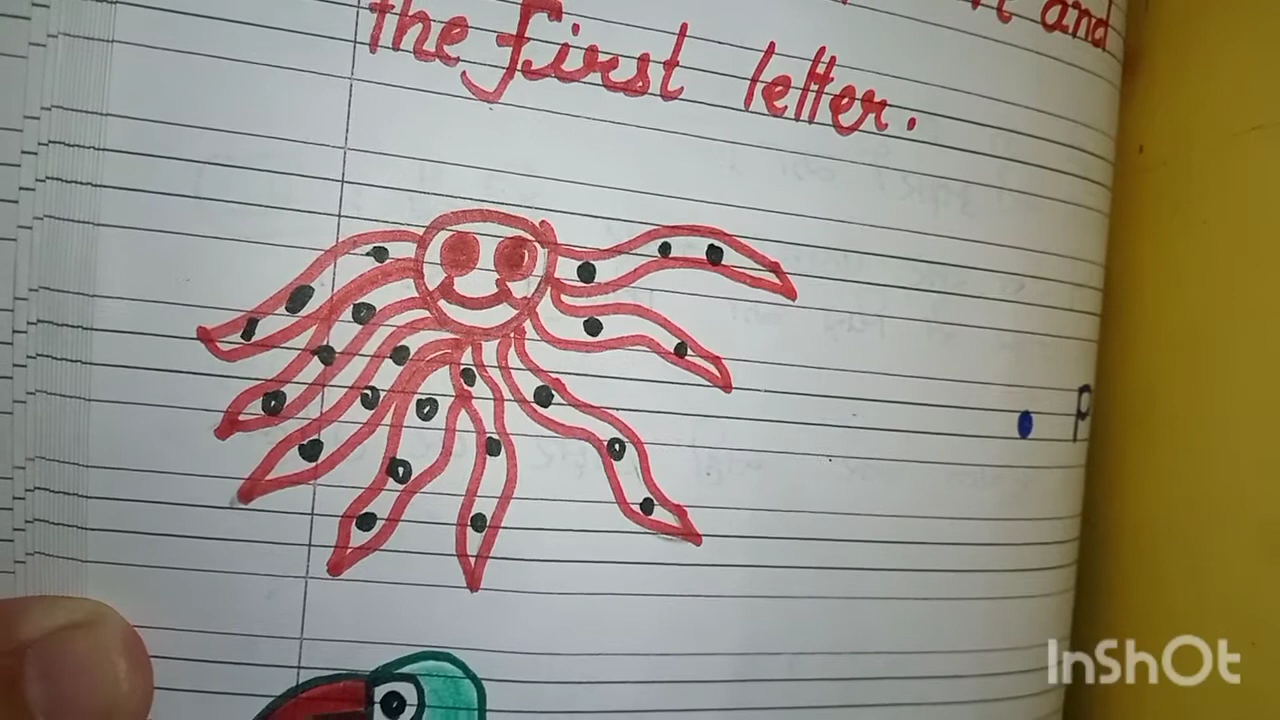 and
the first letter.
P
InShOt